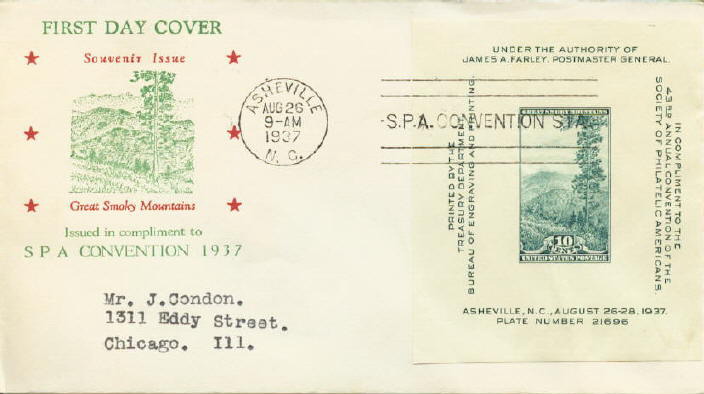 FIRST DAY COVER
Souvenir Issue
Great Smoky Mountains
Issued in compliment to
S P A CONVENTION 1937
ASHEVILLE
AUG 26
9-AM
1937
N. C.
S.P.A. CONVENTION STA.
UNDER THE AUTHORITY OF
JAMES A. FARLEY, POSTMASTER GENERAL.
PRINTED BY THE
TREASURY DEPARTMENT,
BUREAU OF ENGRAVING AND PRINTING.
10
CENTS
UNITED STATES POSTAGE
IN COMPLIMENT TO THE
43RD ANNUAL CONVENTION OF THE
SOCIETY OF PHILATELIC AMERICANS.
ASHEVILLE, N.C., AUGUST 26-28, 1937.
PLATE NUMBER 21696
Mr. J.Condon.
1311 Eddy Street.
Chicago. Ill.